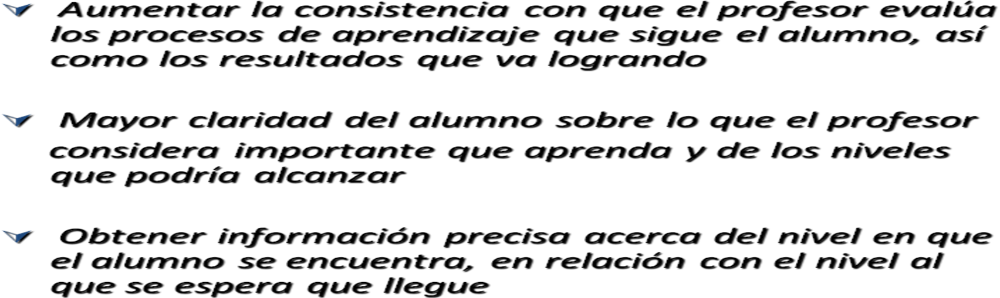 Aumentar la consistencia con que el profesor evalúa
los procesos de aprendizaje que sigue el alumno, así
como los resultados que va logrando
Mayor claridad del alumno sobre lo que el profesor
considera importante que aprenda y de los niveles
que podría alcanzar
Obtener información precisa acerca del nivel en que
el alumno se encuentra, en relación con el nivel al
que se espera que llegue